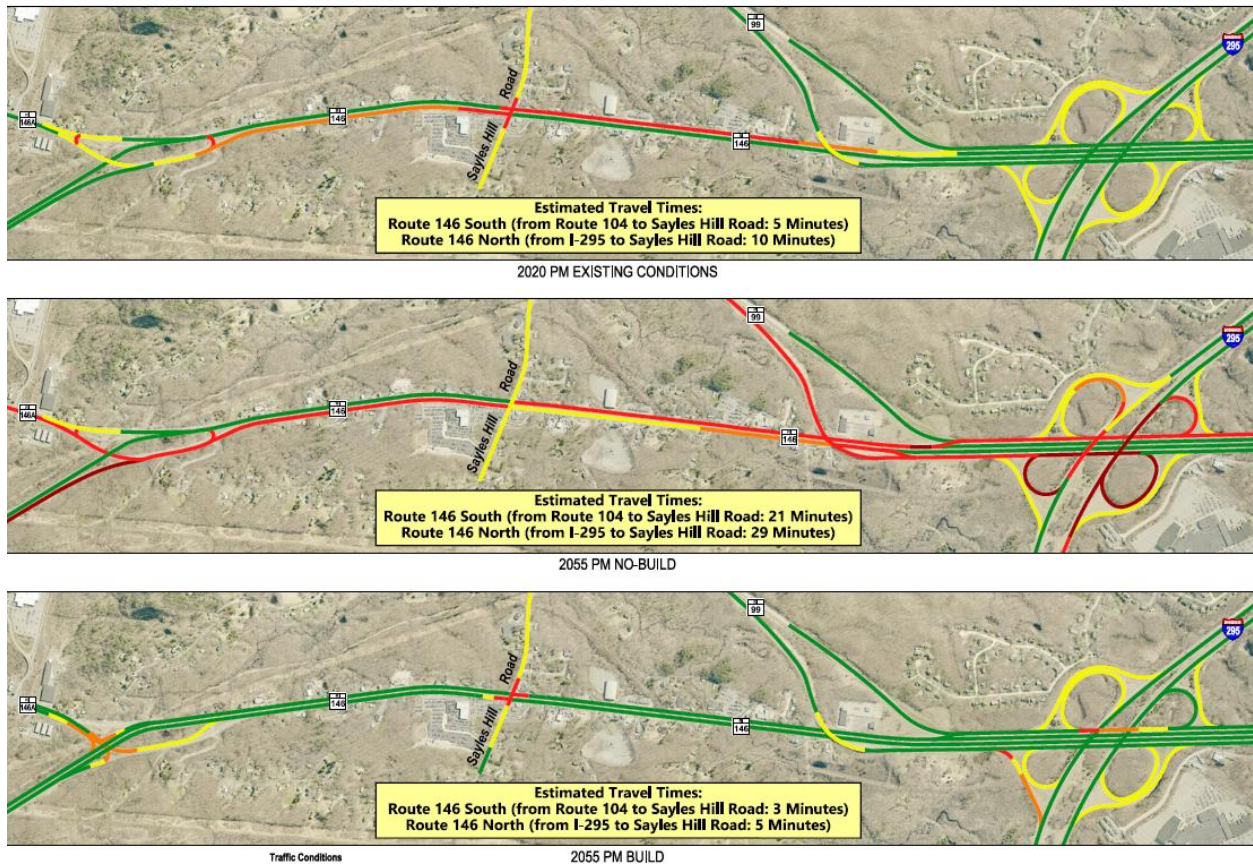 99
295
Road
146A
146
146
Sayles Hill
Estimated Travel Times:
Route 146 South (from Route 104 to Sayles Hill Road: 5 Minutes)
Route 146 North (from I-295 to Sayles Hill Road: 10 Minutes)
2020 PM EXISTING CONDITIONS
99
295
Road
146A
146
146
Sayles Hill
Estimated Travel Times:
Route 146 South (from Route 104 to Sayles Hill Road: 21 Minutes)
Route 146 North (from I-295 to Sayles Hill Road: 29 Minutes)
2055 PM NO-BUILD
99
295
Road
146A
146
146
Sayles Hill
Estimated Travel Times:
Route 146 South (from Route 104 to Sayles Hill Road: 3 Minutes)
Route 146 North (from I-295 to Sayles Hill Road: 5 Minutes)
Traffic Conditions
2055 PM BUILD